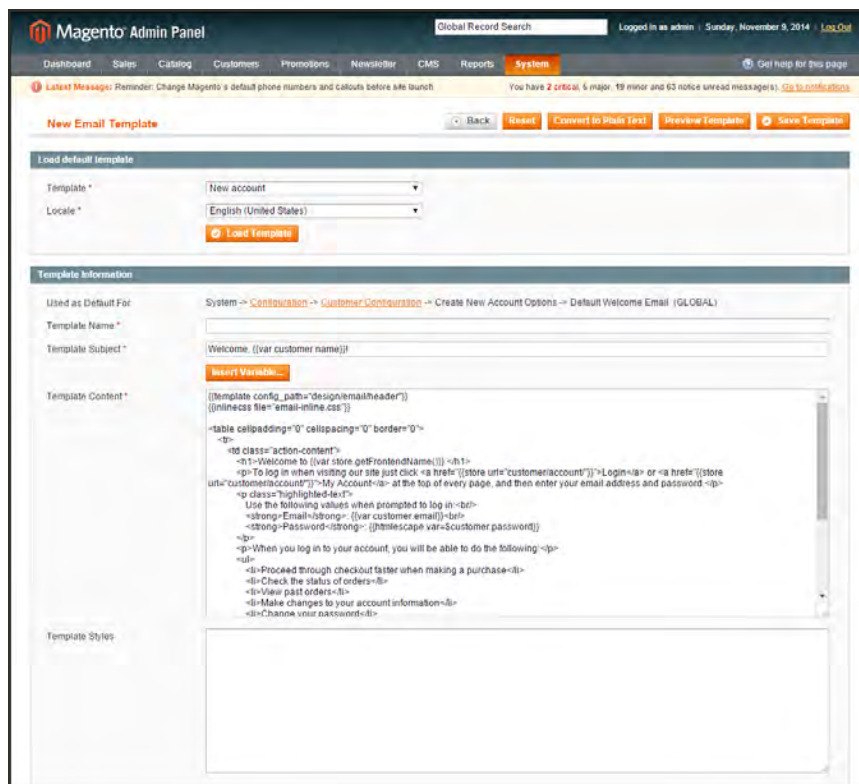 Magento Admin Panel
Global Record Search
Logged in as admin | Sunday, November 9, 2014 | Log Out
Dashboard Sales Catalog Customers Promotions Newsletter CMS Reports System
Get help for this page
Latest Message: Reminder: Change Magento's default phone numbers and callouts before site launch
You have 2 critical, 5 major, 19 minor and 63 notice unread message(s). Go to notifications
New Email Template
Back Reset Convert to Plain Text Preview Template Save Template
Load default template
Template * New account
Locale * English (United States)
Load Template
Template Information
Used as Default For System -> Configuration -> Customer Configuration -> Create New Account Options -> Default Welcome Email (GLOBAL)
Template Name *
Template Subject * Welcome, {{var customer.name}}!
Insert Variable...
Template Content * {{template config_path="design/email/header"}}
{{inlinecss file="email-inline.css"}}
<table cellpadding="0" cellspacing="0" border="0">
<tr>
<td class="action-content">
<h1>Welcome to {{var store.getFrontendName()}}.</h1>
<p>To log in when visiting our site just click <a href="{{store url="customer/account/"}}">Login</a> or <a href="{{store
url="customer/account/"}}">My Account</a> at the top of every page, and then enter your email address and password.</p>
<p class="highlighted-text">
Use the following values when prompted to log in:<br/>
<strong>Email</strong>: {{var customer.email}}<br/>
<strong>Password</strong>: {{htmlescape var=$customer.password}}
</p>
<p>When you log in to your account, you will be able to do the following:</p>
<ul>
<li>Proceed through checkout faster when making a purchase</li>
<li>Check the status of orders</li>
<li>View past orders</li>
<li>Make changes to your account information</li>
<li>Change your password</li>
Template Styles